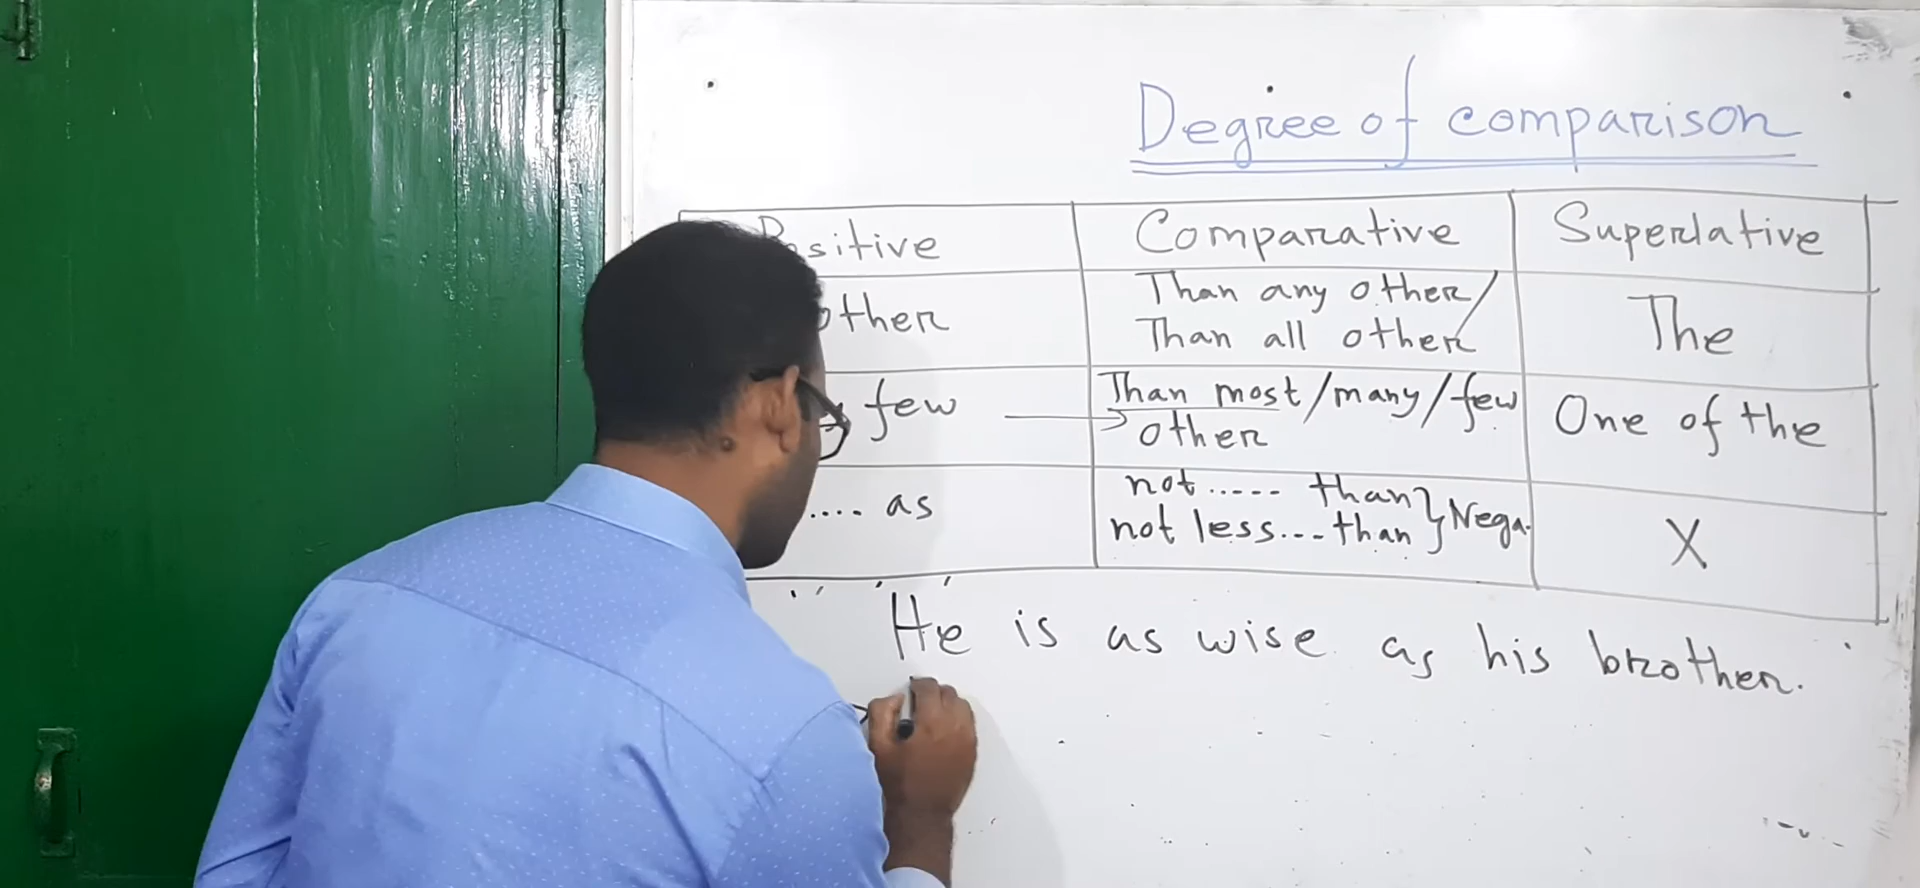 Degree of comparison
Positive Comparative Superlative
other Than any other/ The
Than all other
few Than most/many/few One of the
other
.... as not ..... than } Nega. X
not less...than
He is as wise as his brother.